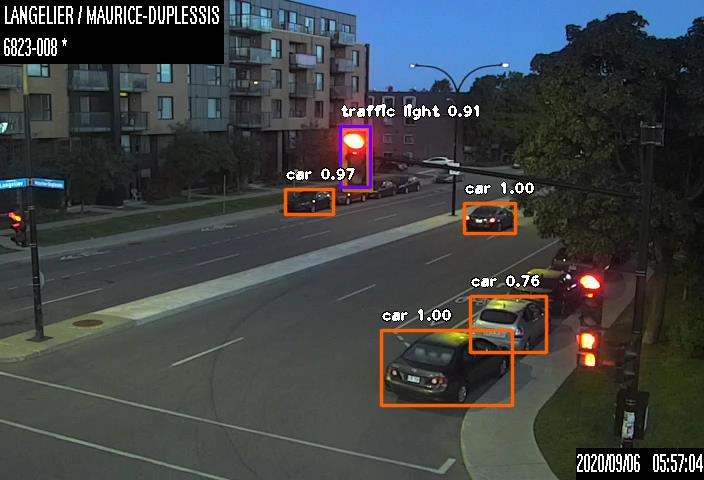 LANGELIER / MAURICE-DUPLESSIS
6823-008 *
traffic light 0.91
car 0.97
car 1.00
Langelier
car 0.76
car 1.00
2020/09/06 05:57:04